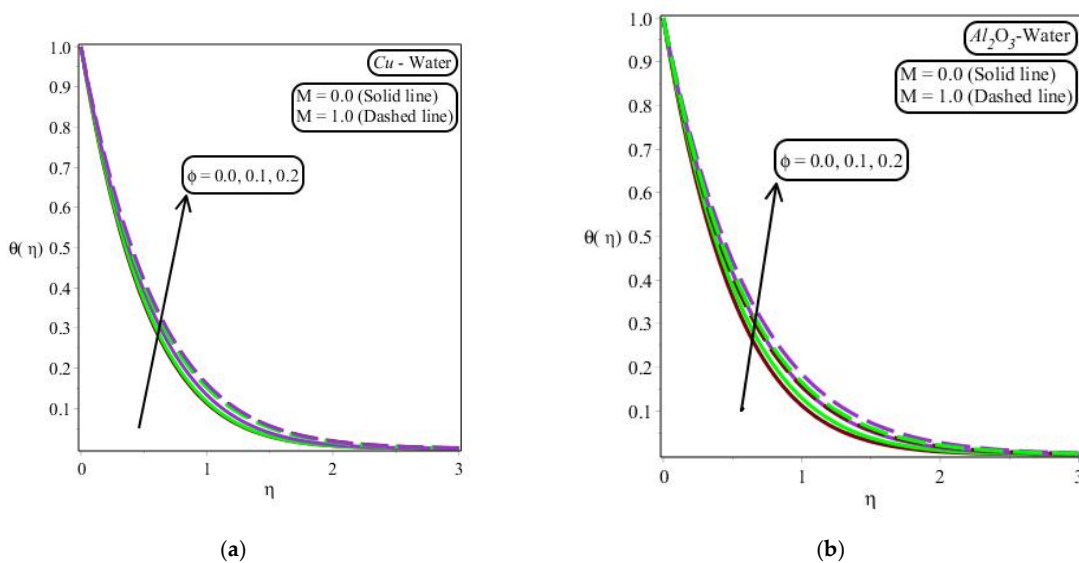 1.0
Cu - Water
0.9
M = 0.0 (Solid line)
M = 1.0 (Dashed line)
0.8
0.7
ϕ = 0.0, 0.1, 0.2
0.6
θ( η) 0.5
0.4
0.3
0.2
0.1
0 1 2 3
η
(a)
1.0
Al₂O₃-Water
0.9
M = 0.0 (Solid line)
M = 1.0 (Dashed line)
0.8
0.7
ϕ = 0.0, 0.1, 0.2
0.6
θ( η) 0.5
0.4
0.3
0.2
0.1
0 1 2 3
η
(b)